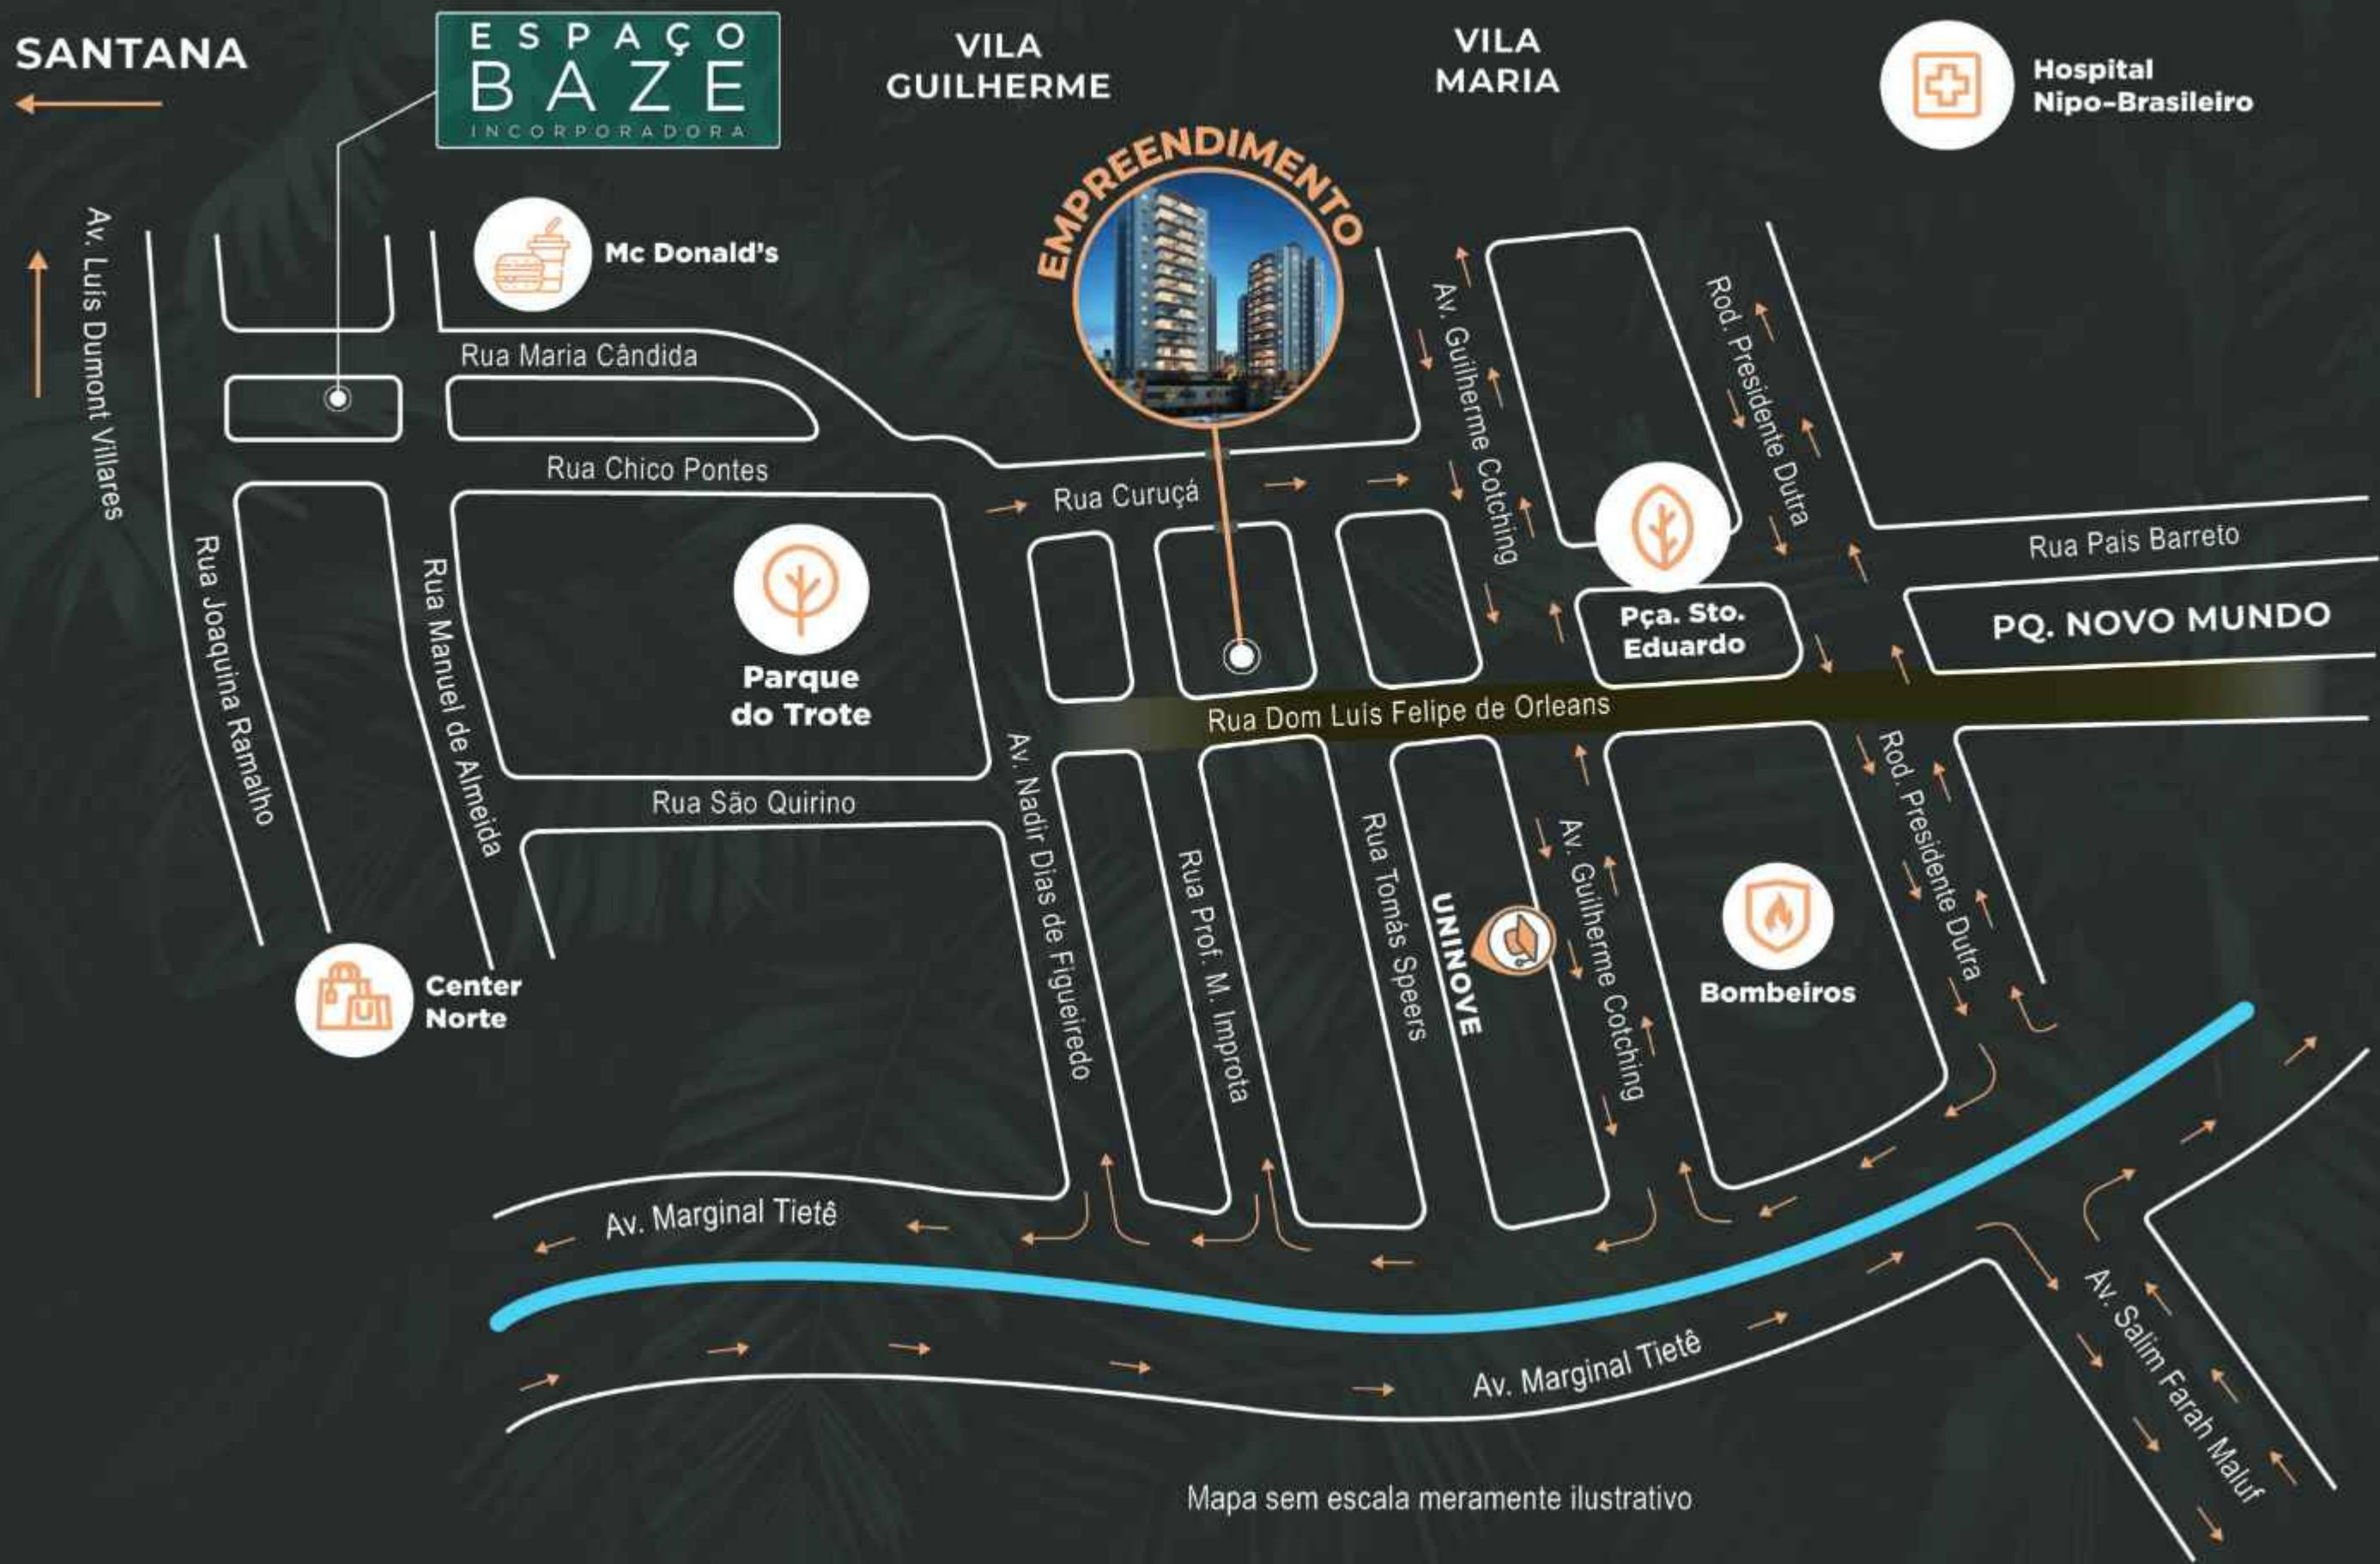 SANTANA
ESPAÇO
BAZE
INCORPORADORA
VILA
GUILHERME
VILA
MARIA
Hospital
Nipo-Brasileiro
EMPREENDIMENTO
Mc Donald's
Av. Luís Dumont Villares
Rua Maria Cândida
Rua Chico Pontes
Rua Curuçá
Av. Guilherme Cotching
Rod. Presidente Dutra
Rua Pais Barreto
PQ. NOVO MUNDO
Pça. Sto.
Eduardo
Rua Joaquina Ramalho
Rua Manuel de Almeida
Parque
do Trote
Rua Dom Luís Felipe de Orleans
Rua São Quirino
Av. Nadir Dias de Figueiredo
Rua Prof. M. Improta
Rua Tomás Speers
UNINOVE
Av. Guilherme Cotching
Bombeiros
Rod. Presidente Dutra
Center
Norte
Av. Marginal Tietê
Av. Marginal Tietê
Av. Salim Farah Maluf
Mapa sem escala meramente ilustrativo